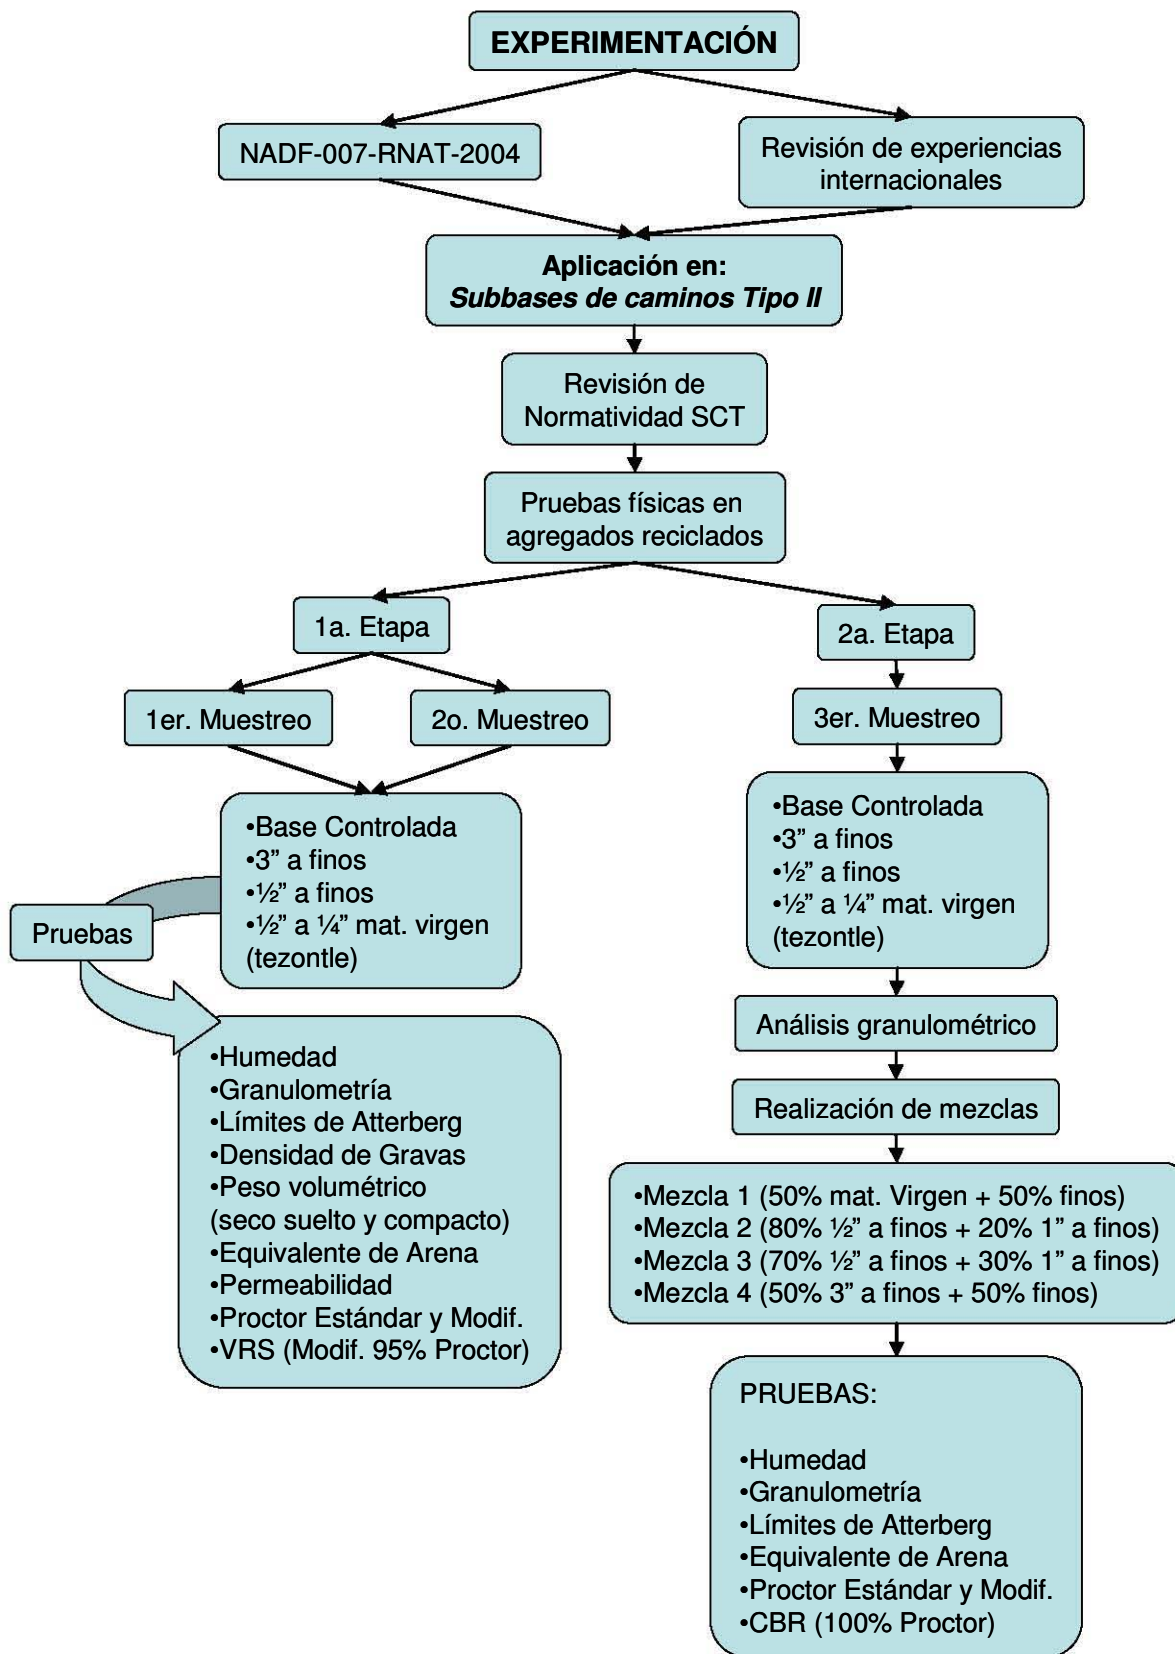 EXPERIMENTACIÓN
NADF-007-RNAT-2004
Revisión de experiencias
internacionales
Aplicación en:
Subbases de caminos Tipo II
Revisión de
Normatividad SCT
Pruebas físicas en
agregados reciclados
1a. Etapa
2a. Etapa
1er. Muestreo
2o. Muestreo
3er. Muestreo
•Base Controlada
•3” a finos
•½” a finos
•½” a ¼” mat. virgen
(tezontle)
Pruebas
•Humedad
•Granulometría
•Límites de Atterberg
•Densidad de Gravas
•Peso volumétrico
(seco suelto y compacto)
•Equivalente de Arena
•Permeabilidad
•Proctor Estándar y Modif.
•VRS (Modif. 95% Proctor)
•Base Controlada
•3” a finos
•½” a finos
•½” a ¼” mat. virgen
(tezontle)
Análisis granulométrico
Realización de mezclas
•Mezcla 1 (50% mat. Virgen + 50% finos)
•Mezcla 2 (80% ½” a finos + 20% 1” a finos)
•Mezcla 3 (70% ½” a finos + 30% 1” a finos)
•Mezcla 4 (50% 3” a finos + 50% finos)
PRUEBAS:
•Humedad
•Granulometría
•Límites de Atterberg
•Equivalente de Arena
•Proctor Estándar y Modif.
•CBR (100% Proctor)